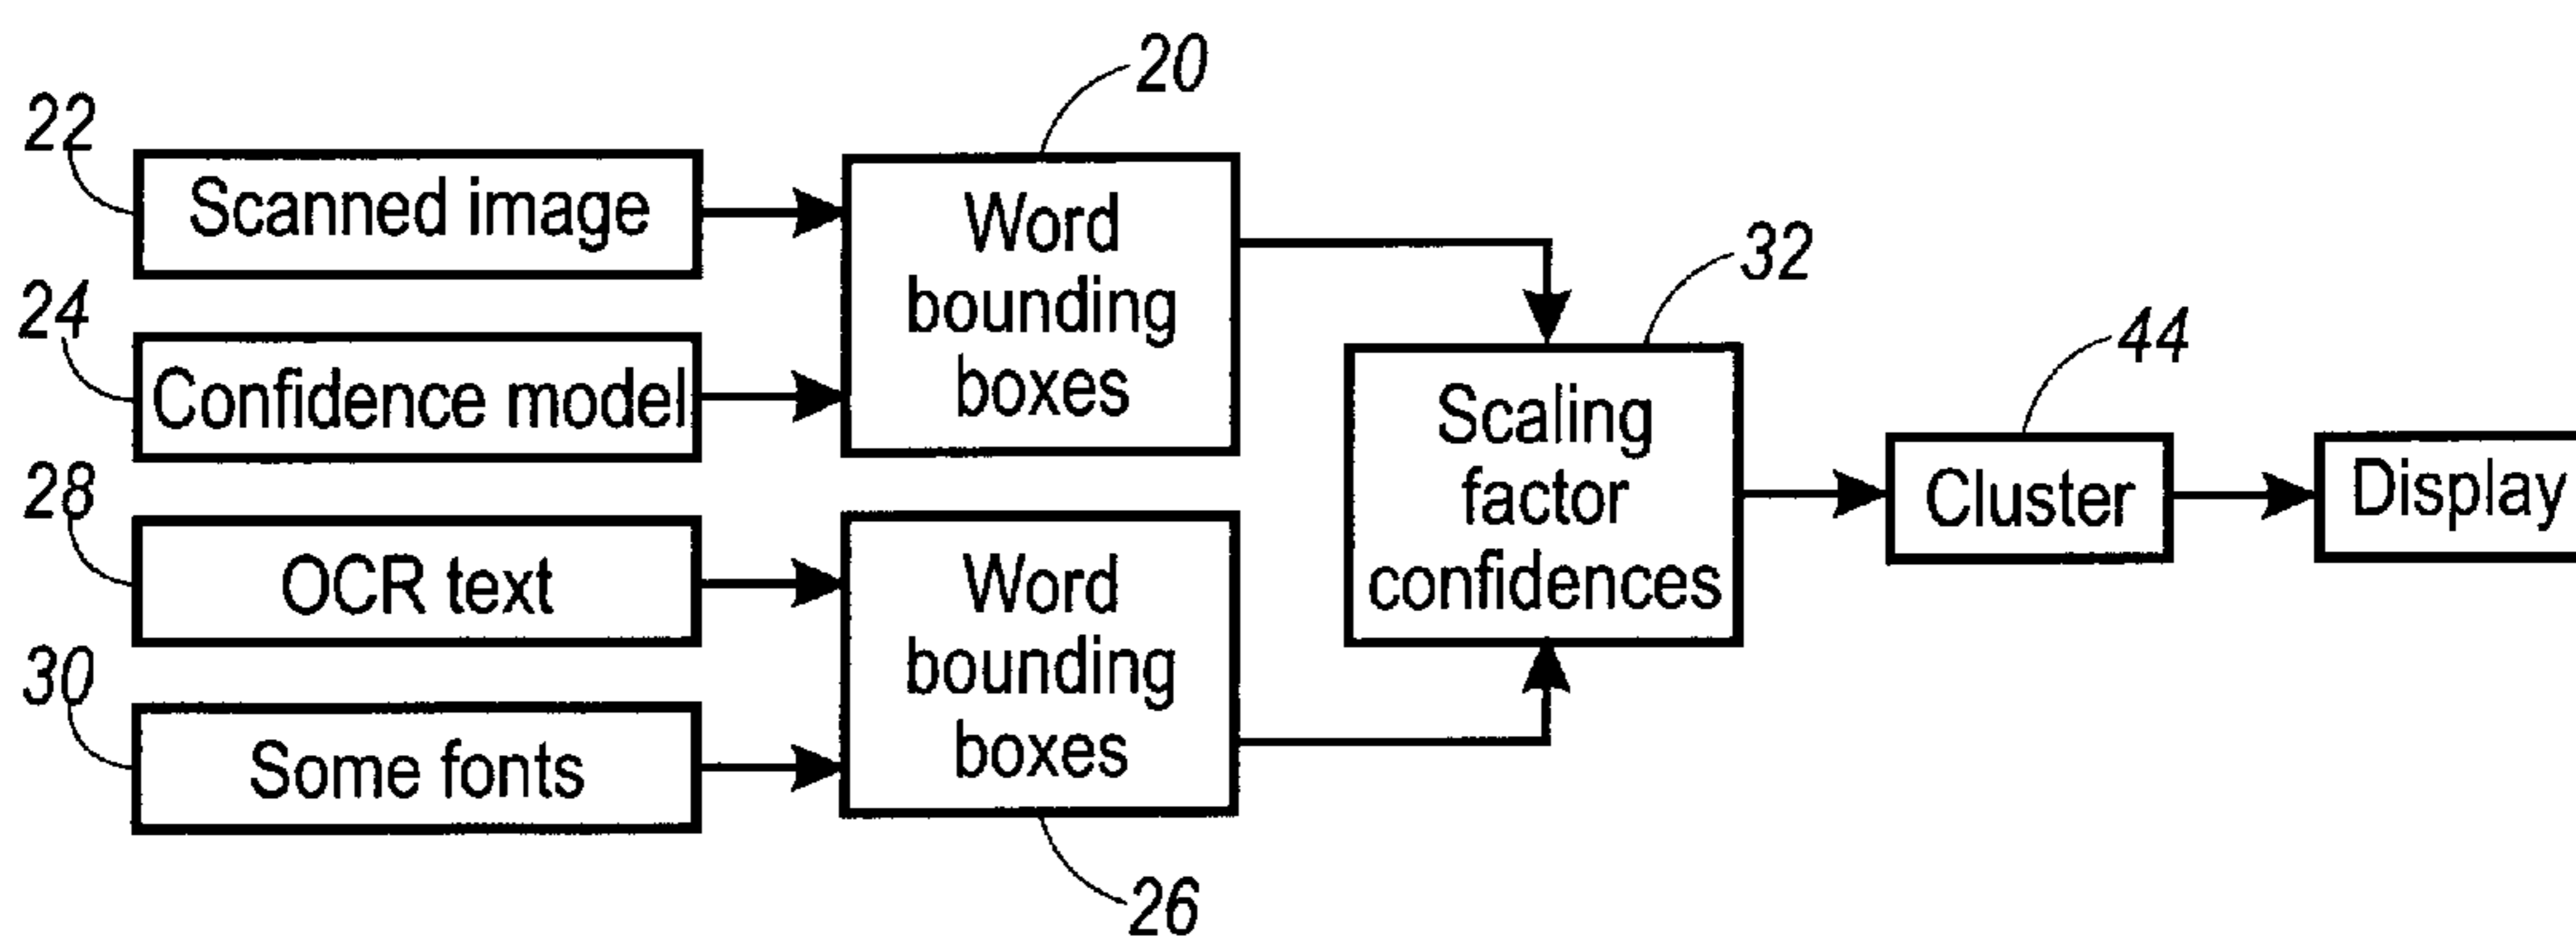 20
22
Scanned image
Word
bounding
boxes
24
Confidence model
32
Scaling
factor
confidences
44
Cluster
Display
28
OCR text
Word
bounding
boxes
30
Some fonts
26